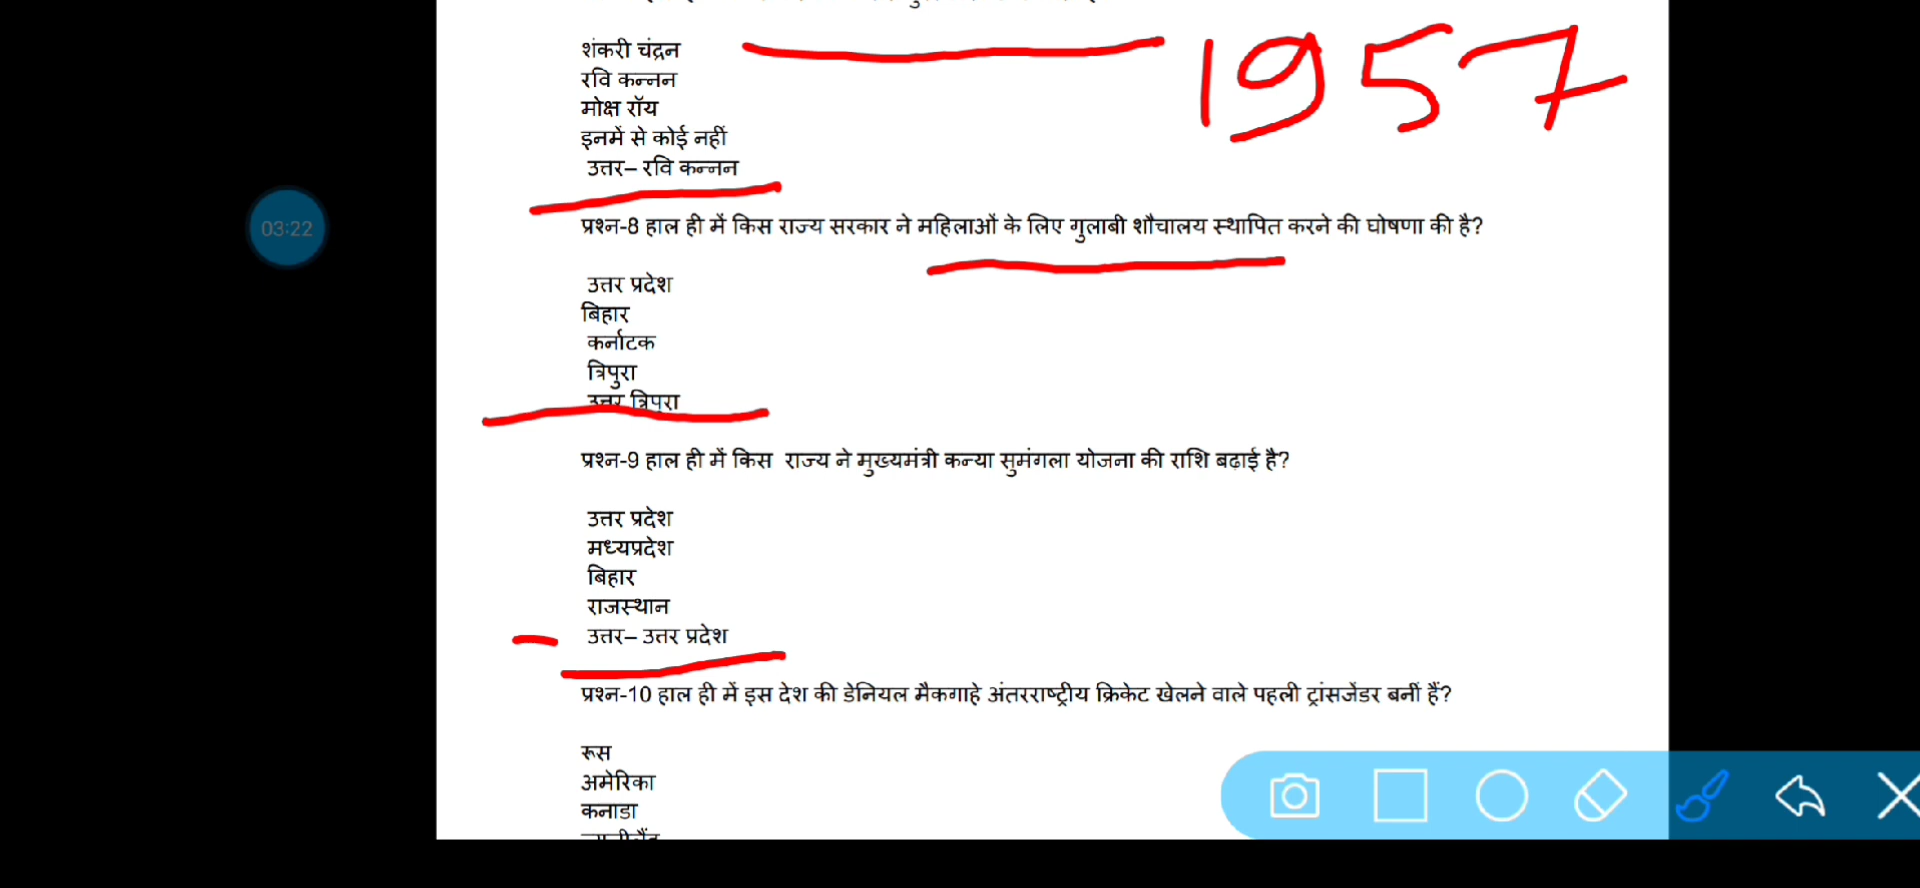 1957
शंकरी चंद्रन
रवि कन्नन
मोक्ष रॉय
इनमें से कोई नहीं
उत्तर– रवि कन्नन
03:22
प्रश्न-8 हाल ही में किस राज्य सरकार ने महिलाओं के लिए गुलाबी शौचालय स्थापित करने की घोषणा की है?
उत्तर प्रदेश
बिहार
कर्नाटक
त्रिपुरा
उत्तर त्रिपुरा
प्रश्न-9 हाल ही में किस राज्य ने मुख्यमंत्री कन्या सुमंगला योजना की राशि बढ़ाई है?
उत्तर प्रदेश
मध्यप्रदेश
बिहार
राजस्थान
उत्तर– उत्तर प्रदेश
प्रश्न-10 हाल ही में इस देश की डेनियल मैकगाहे अंतरराष्ट्रीय क्रिकेट खेलने वाले पहली ट्रांसजेंडर बनीं हैं?
रूस
अमेरिका
कनाडा